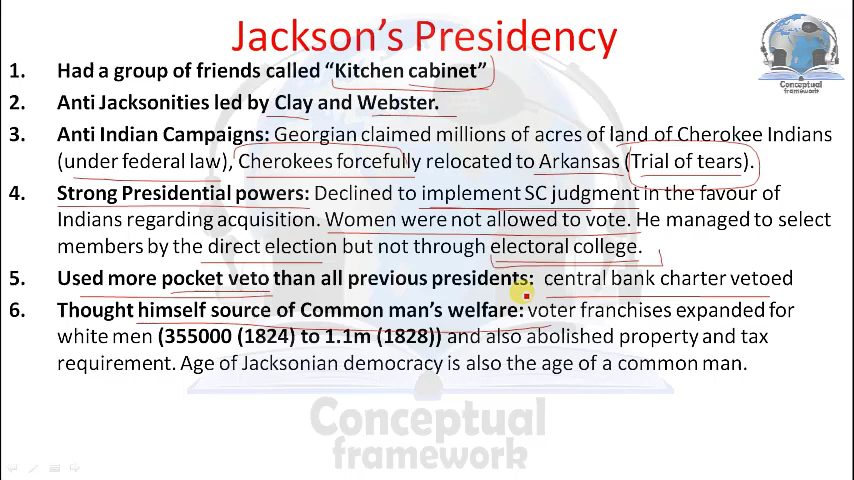 Jackson's Presidency
Conceptual
framework
1. Had a group of friends called "Kitchen cabinet"
2. Anti Jacksonities led by Clay and Webster.
3. Anti Indian Campaigns: Georgian claimed millions of acres of land of Cherokee Indians
(under federal law), Cherokees forcefully relocated to Arkansas (Trial of tears).
4. Strong Presidential powers: Declined to implement SC judgment in the favour of
Indians regarding acquisition. Women were not allowed to vote. He managed to select
members by the direct election but not through electoral college.
5. Used more pocket veto than all previous presidents: central bank charter vetoed
6. Thought himself source of Common man's welfare: voter franchises expanded for
white men (355000 (1824) to 1.1m (1828)) and also abolished property and tax
requirement. Age of Jacksonian democracy is also the age of a common man.
Conceptual
framework